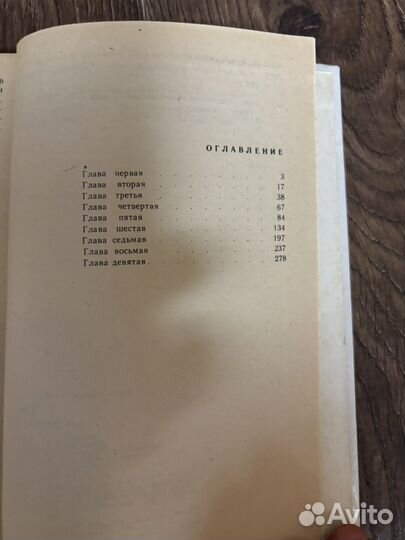 в
и
ОГЛАВЛЕНИЕ
Глава первая . . . . . . . 3
Глава вторая . . . . . . . 17
Глава третья . . . . . . . 38
Глава четвертая . . . . . . . 67
Глава пятая . . . . . . . 84
Глава шестая . . . . . . . 134
Глава седьмая . . . . . . . 197
Глава восьмая . . . . . . . 237
Глава девятая . . . . . . . 278
Avito